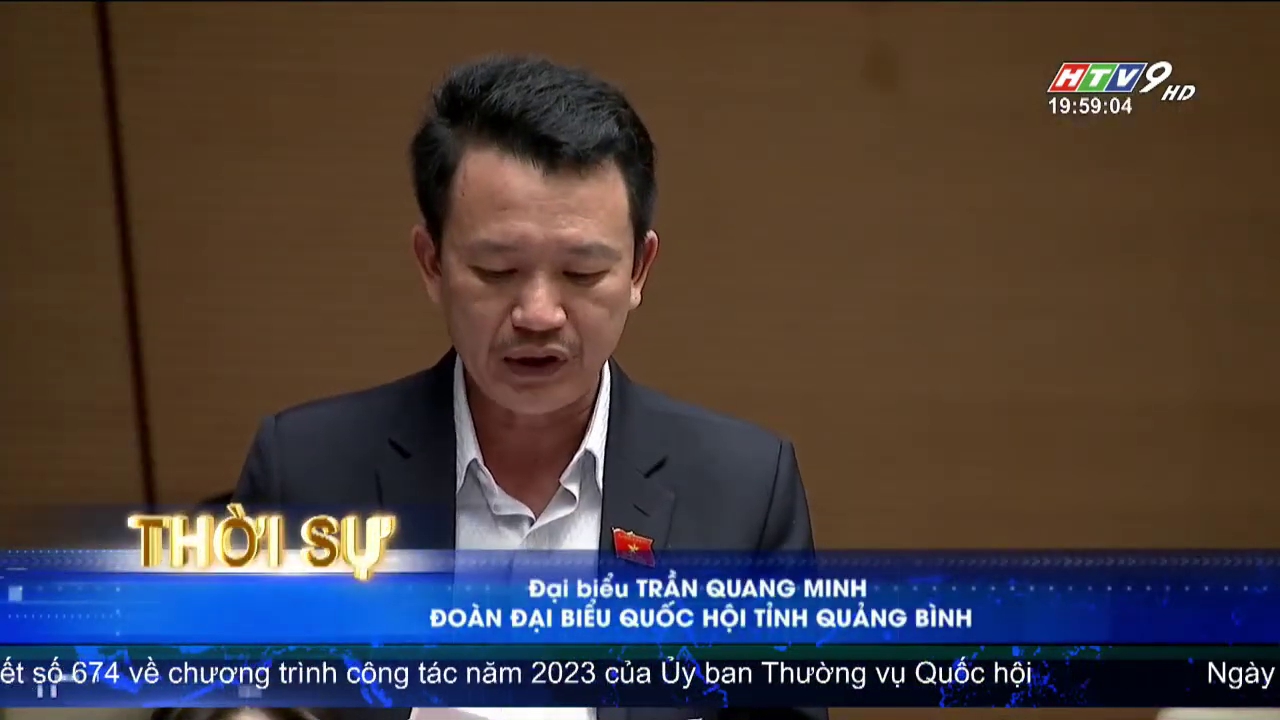 HTV9 HD
19:59:04
THỜI SỰ
Đại biểu TRẦN QUANG MINH
ĐOÀN ĐẠI BIỂU QUỐC HỘI TỈNH QUẢNG BÌNH
ết số 674 về chương trình công tác năm 2023 của Ủy ban Thường vụ Quốc hội Ngày